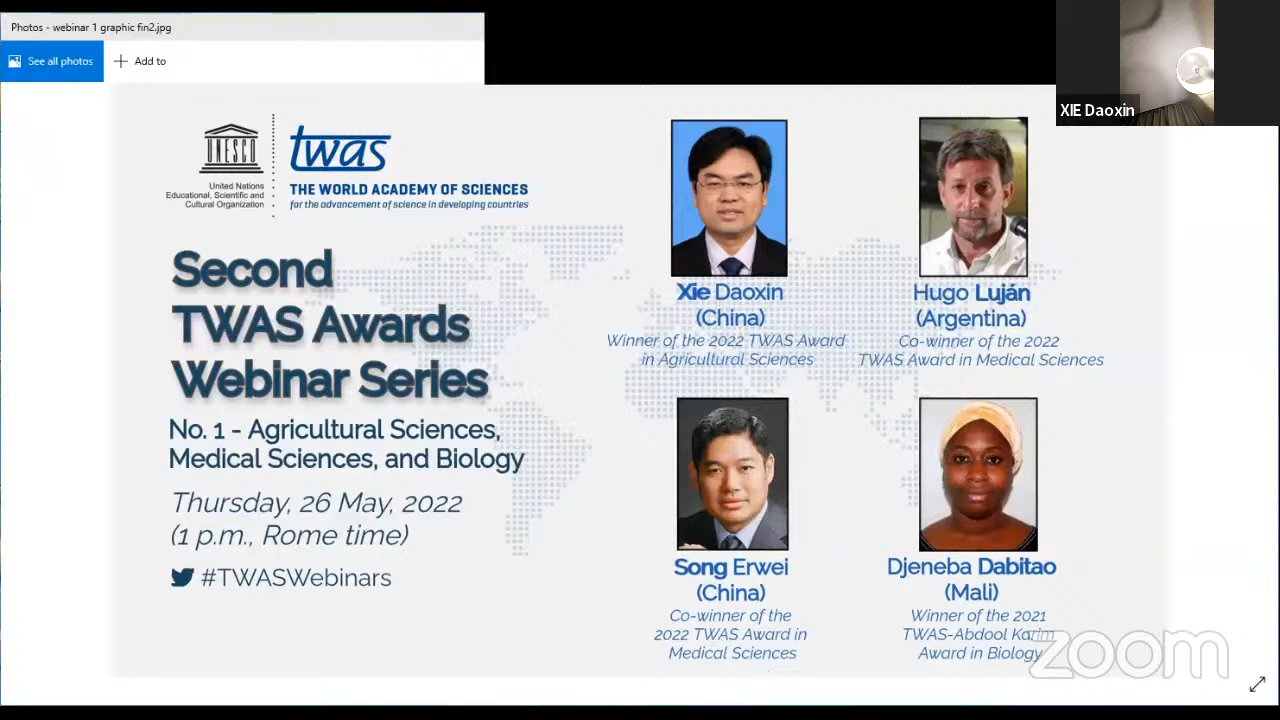 Photos - webinar 1 graphic fin2.jpg
See all photos
Add to
XIE Daoxin
UNESCO
United Nations
Educational, Scientific and
Cultural Organization
twas
THE WORLD ACADEMY OF SCIENCES
for the advancement of science in developing countries
Second
TWAS Awards
Webinar Series
No. 1 - Agricultural Sciences,
Medical Sciences, and Biology
Thursday, 26 May, 2022
(1 p.m., Rome time)
#TWASWebinars
Xie Daoxin
(China)
Winner of the 2022 TWAS Award
in Agricultural Sciences
Hugo Luján
(Argentina)
Co-winner of the 2022
TWAS Award in Medical Sciences
Song Erwei
(China)
Co-winner of the
2022 TWAS Award in
Medical Sciences
Djeneba Dabitao
(Mali)
Winner of the 2021
TWAS-Abdool Karim
Award in Biology
zoom